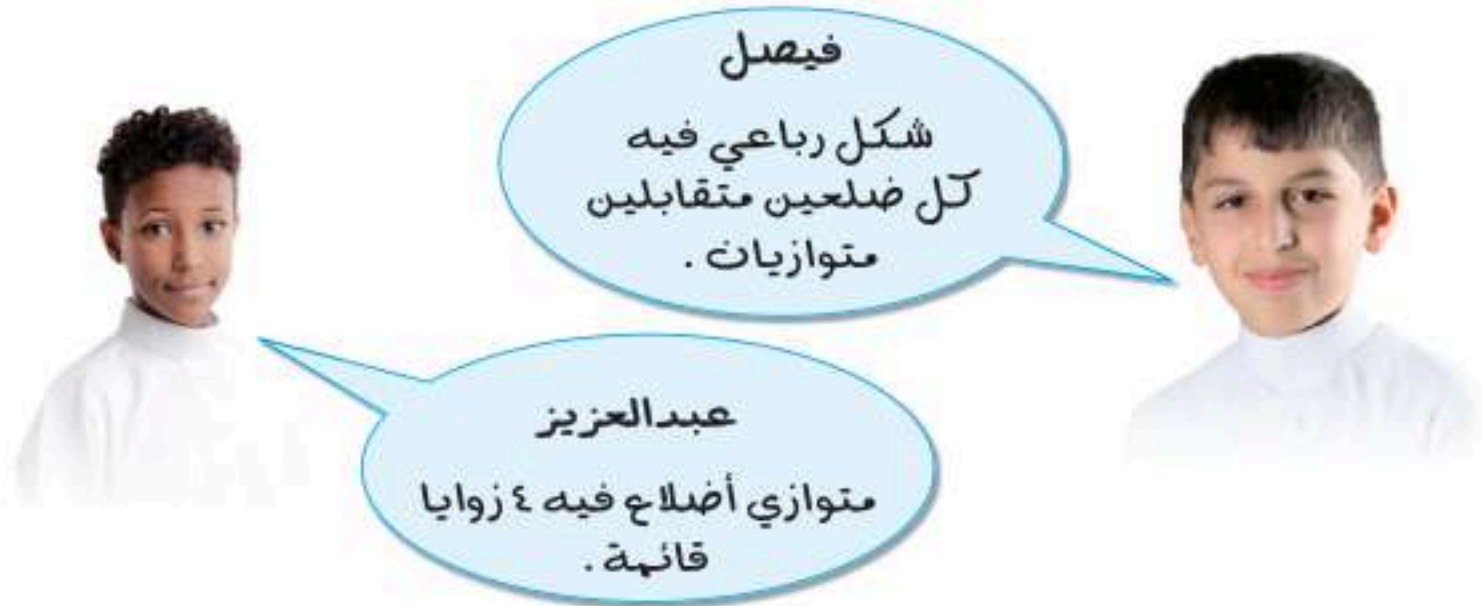 فيصل
شكل رباعي فيه
كل ضلعين متقابلين
متوازيان .
عبدالعزيز
متوازي أضلاع فيه ٤ زوايا
قائمة .